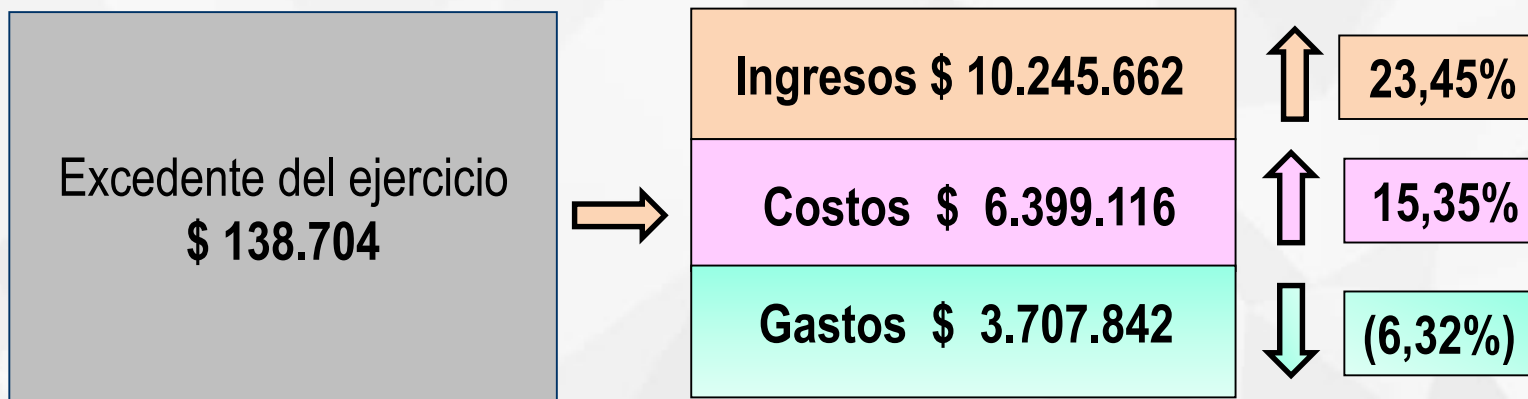 Excedente del ejercicio
$ 138.704
Ingresos $ 10.245.662
23,45%
Costos $ 6.399.116
15,35%
Gastos $ 3.707.842
(6,32%)